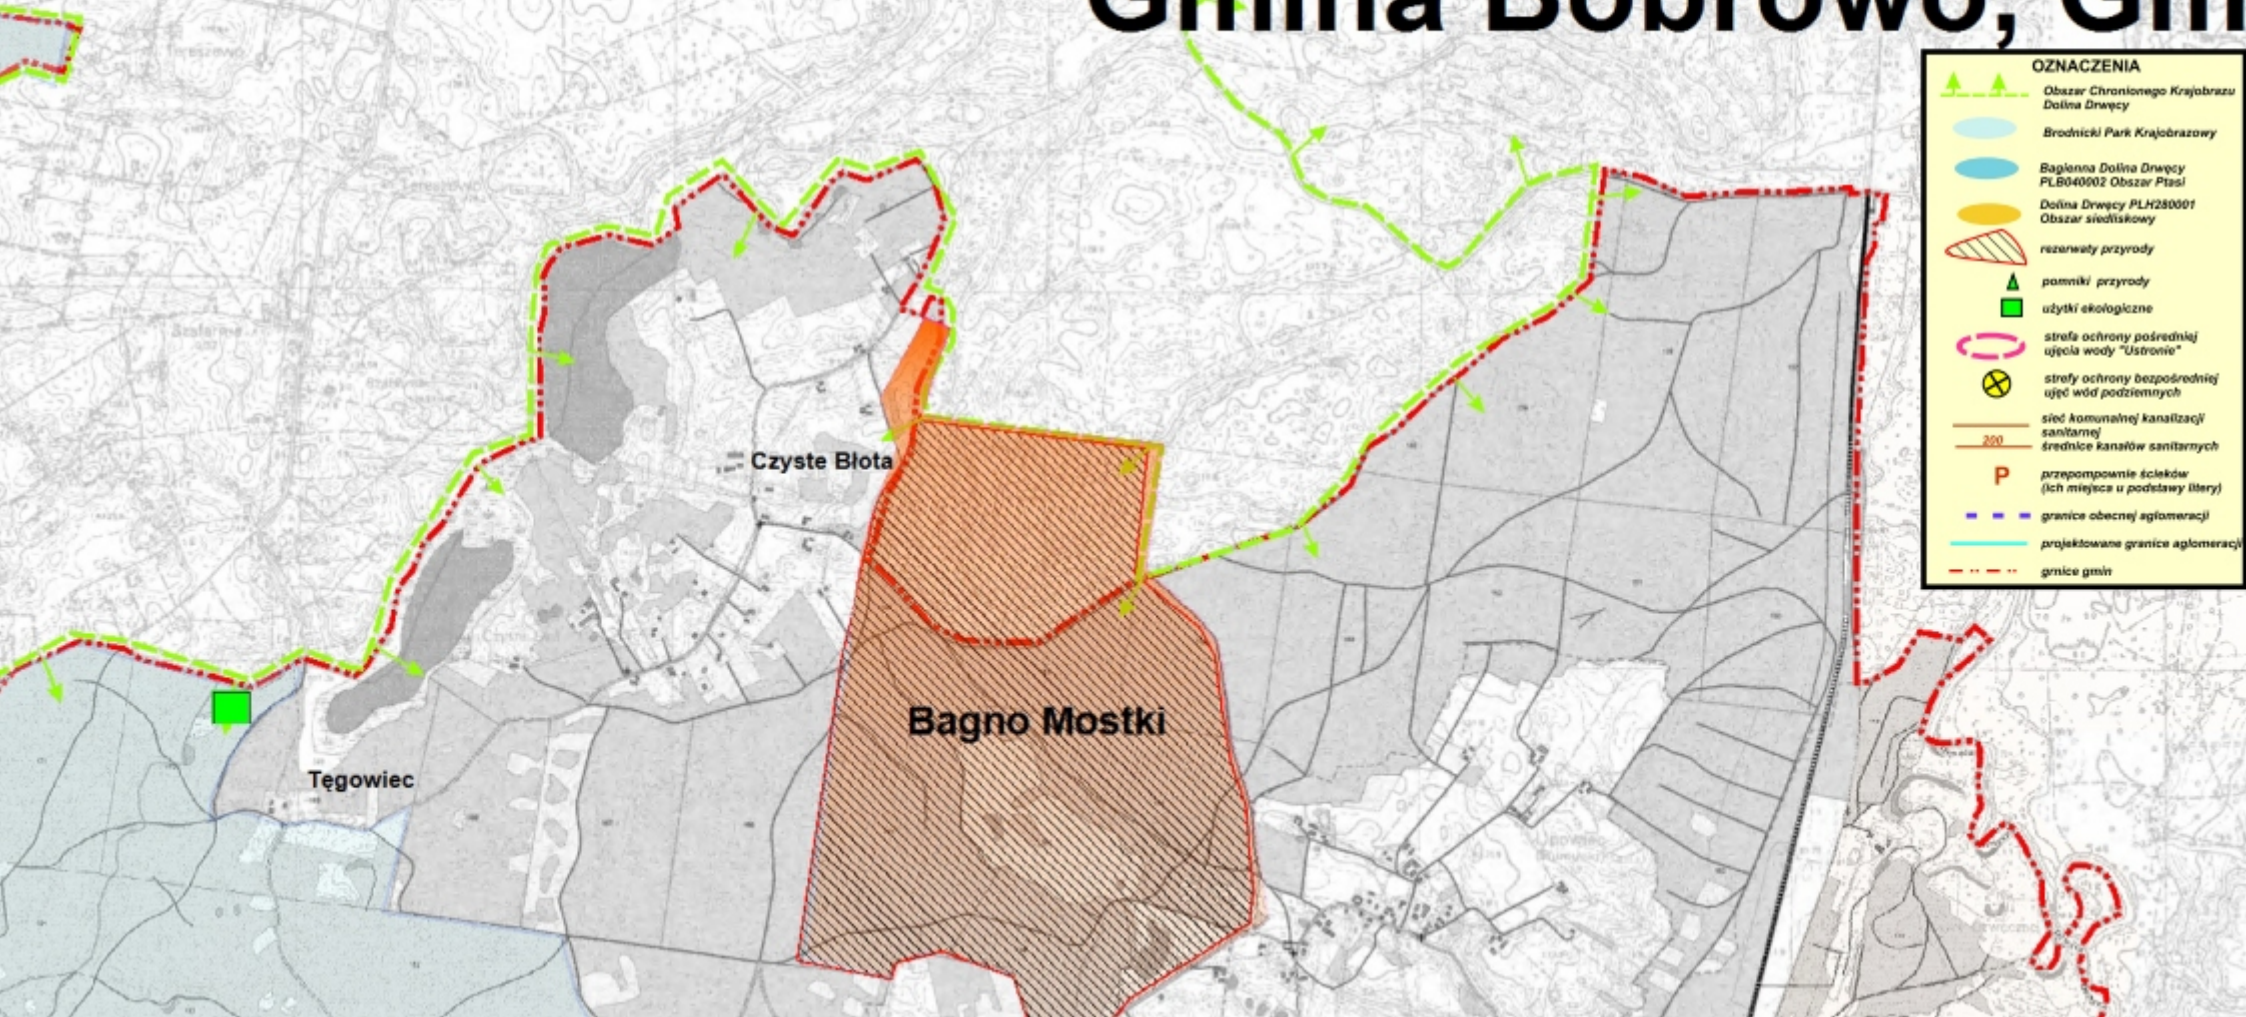 Gmina Bobrowo, Gmi
OZNACZENIA
Obszar Chronionego Krajobrazu
Dolina Drwęcy
Brodnicki Park Krajobrazowy
Bagienna Dolina Drwęcy
PLB040002 Obszar Ptasi
Dolina Drwęcy PLH280001
Obszar siedliskowy
rezerwaty przyrody
pomniki przyrody
użytki ekologiczne
strefa ochrony pośredniej
ujęcia wody "Ustronie"
strefy ochrony bezpośredniej
ujęć wód podziemnych
sieć komunalnej kanalizacji
sanitarnej
200
średnice kanałów sanitarnych
P
przepompownie ścieków
(ich miejsca u podstawy litery)
granice obecnej aglomeracji
projektowane granice aglomeracji
grnice gmin
Czyste Błota
Bagno Mostki
Tęgowiec